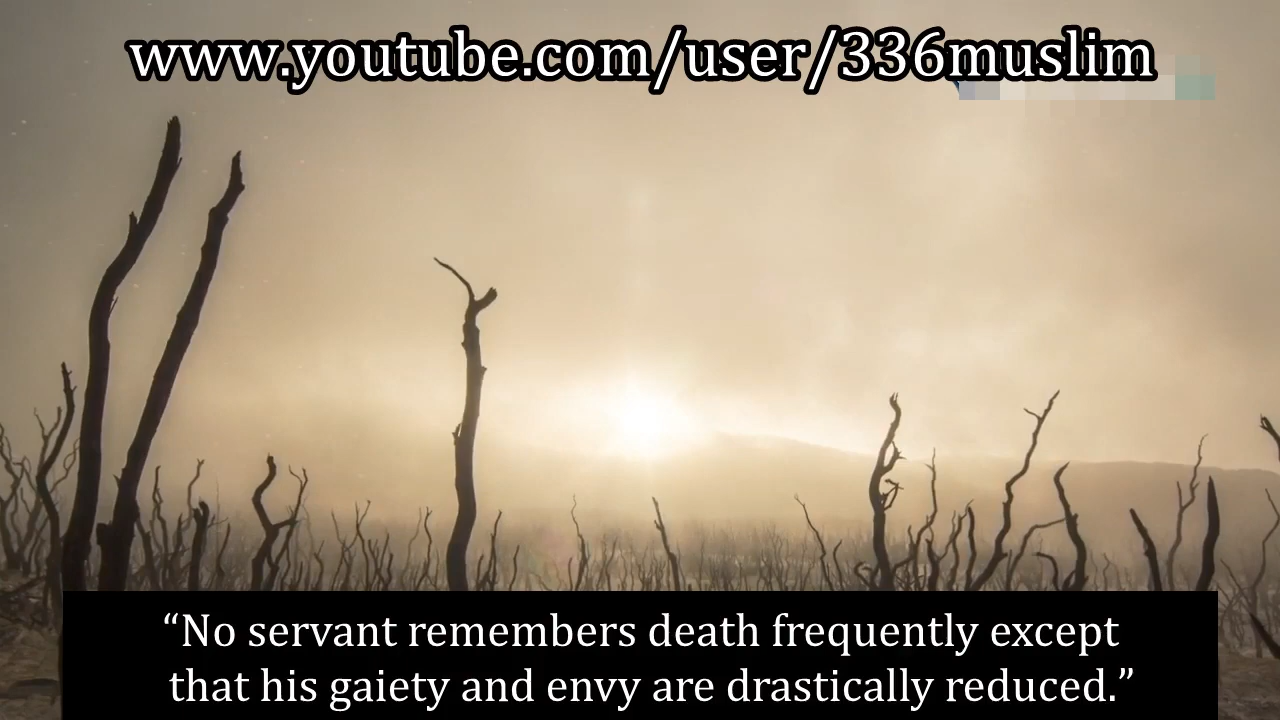 www.youtube.com/user/336muslim
“No servant remembers death frequently except
that his gaiety and envy are drastically reduced.”